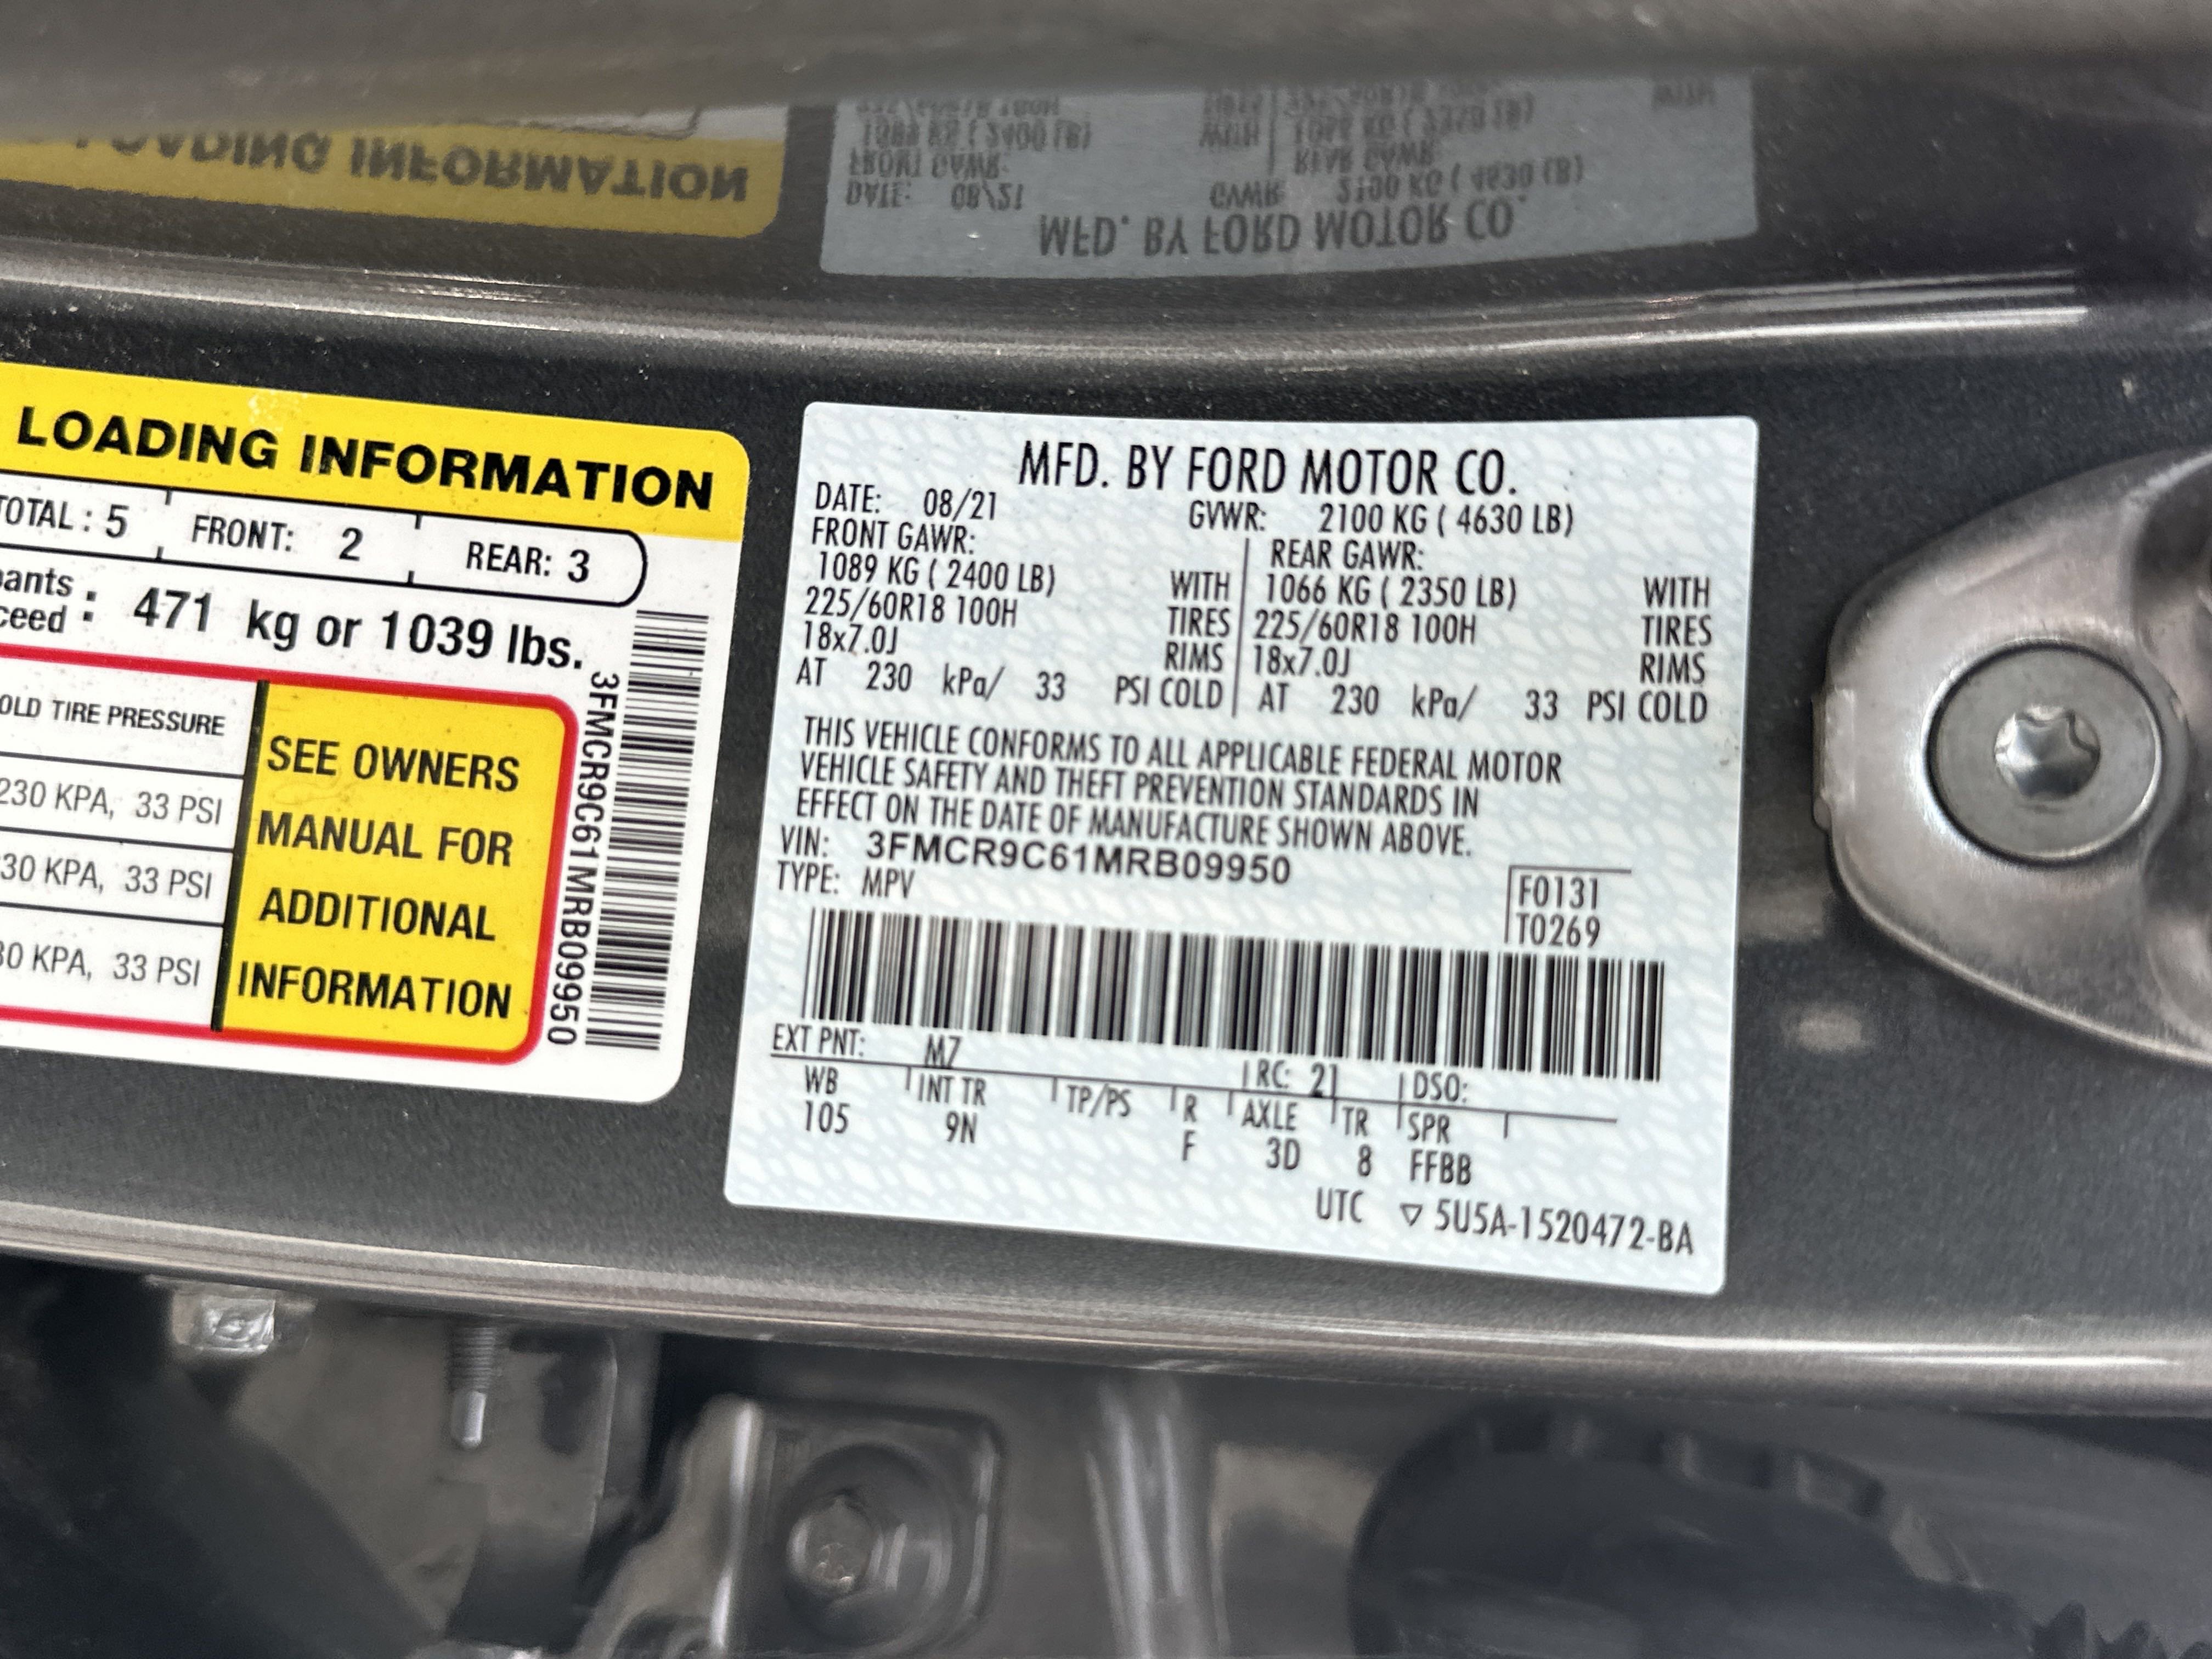 LOADING INFORMATION
TOTAL : 5 FRONT: 2 REAR: 3
471 kg or 1039 lbs.
TIRE PRESSURE
230 KPA, 33 PSI
30 KPA, 33 PSI
30 KPA, 33 PSI
SEE OWNERS
MANUAL FOR
ADDITIONAL
INFORMATION
3FMCR9C61MRB09950
MFD. BY FORD MOTOR CO.
DATE: 08/21 GVWR: 2100 KG ( 4630 LB)
FRONT GAWR: REAR GAWR:
1089 KG ( 2400 LB) WITH 1066 KG ( 2350 LB) WITH
225/60R18 100H TIRES 225/60R18 100H TIRES
18x7.0J RIMS 18x7.0J RIMS
AT 230 kPa/ 33 PSI COLD AT 230 kPa/ 33 PSI COLD
THIS VEHICLE CONFORMS TO ALL APPLICABLE FEDERAL MOTOR
VEHICLE SAFETY AND THEFT PREVENTION STANDARDS IN
EFFECT ON THE DATE OF MANUFACTURE SHOWN ABOVE.
VIN: 3FMCR9C61MRB09950
TYPE: MPV
F0131
T0269
EXT PNT: M7 RC: 21 DSO:
WB INT TR TP/PS R AXLE TR SPR
105 9N F 3D 8 FFBB
UTC ▽ 5U5A-1520472-BA